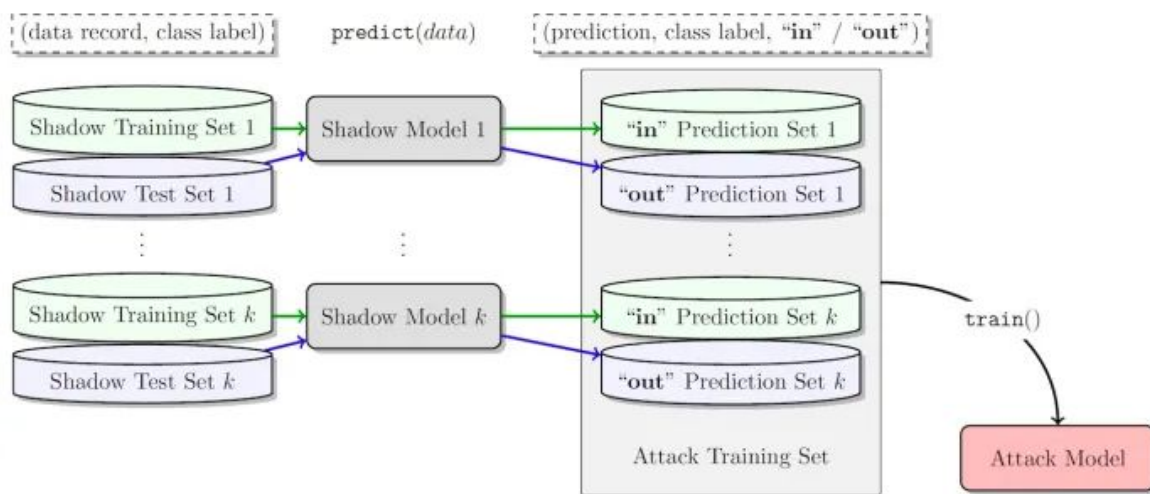 (data record, class label)
predict(data)
(prediction, class label, “in” / “out”)
Shadow Training Set 1
Shadow Model 1
“in” Prediction Set 1
Shadow Test Set 1
“out” Prediction Set 1
Shadow Training Set k
Shadow Model k
“in” Prediction Set k
train()
Shadow Test Set k
“out” Prediction Set k
Attack Training Set
Attack Model